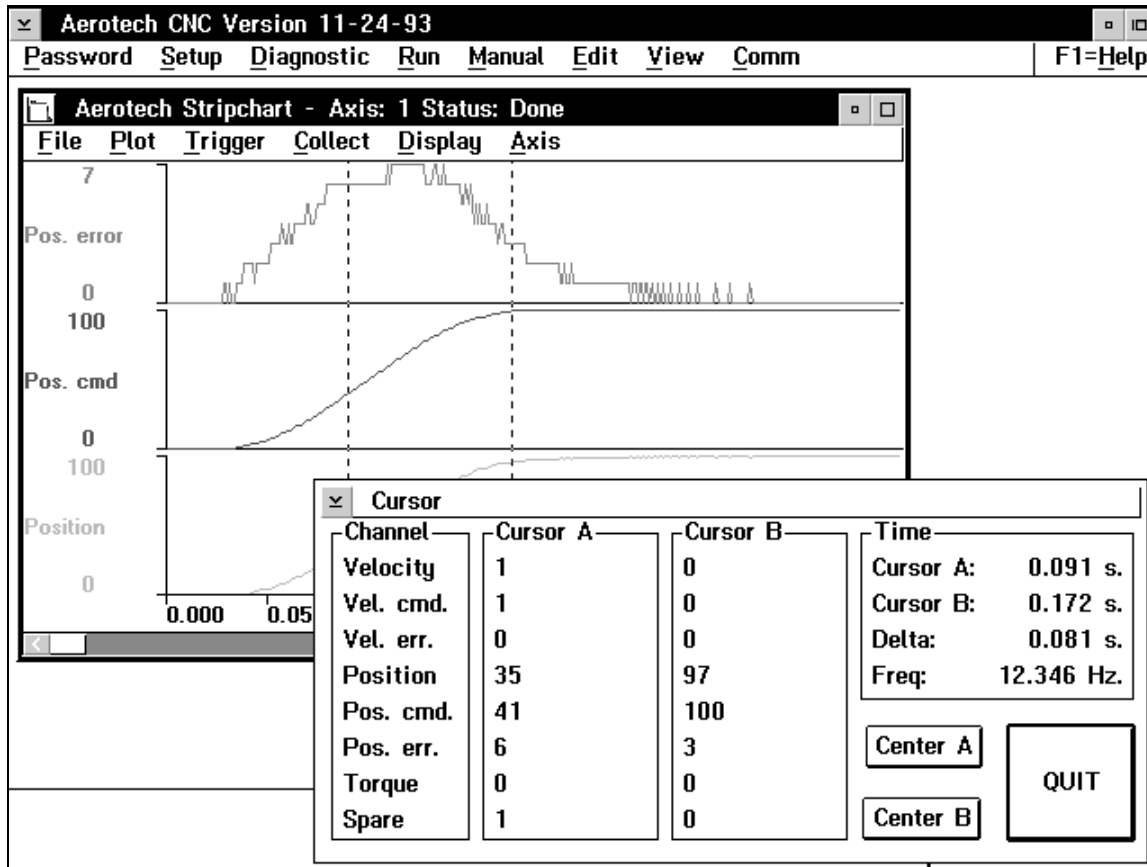 Aerotech CNC Version 11-24-93
Password Setup Diagnostic Run Manual Edit View Comm F1=Help
Aerotech Stripchart - Axis: 1 Status: Done
File Plot Trigger Collect Display Axis
7
Pos. error
0
100
Pos. cmd
0
100
Position
0
0.000 0.05
Cursor
Channel Cursor A Cursor B Time
Velocity 1 0 Cursor A: 0.091 s.
Vel. cmd. 1 0 Cursor B: 0.172 s.
Vel. err. 0 0 Delta: 0.081 s.
Position 35 97 Freq: 12.346 Hz.
Pos. cmd. 41 100
Pos. err. 6 3 Center A
Torque 0 0 QUIT
Spare 1 0 Center B